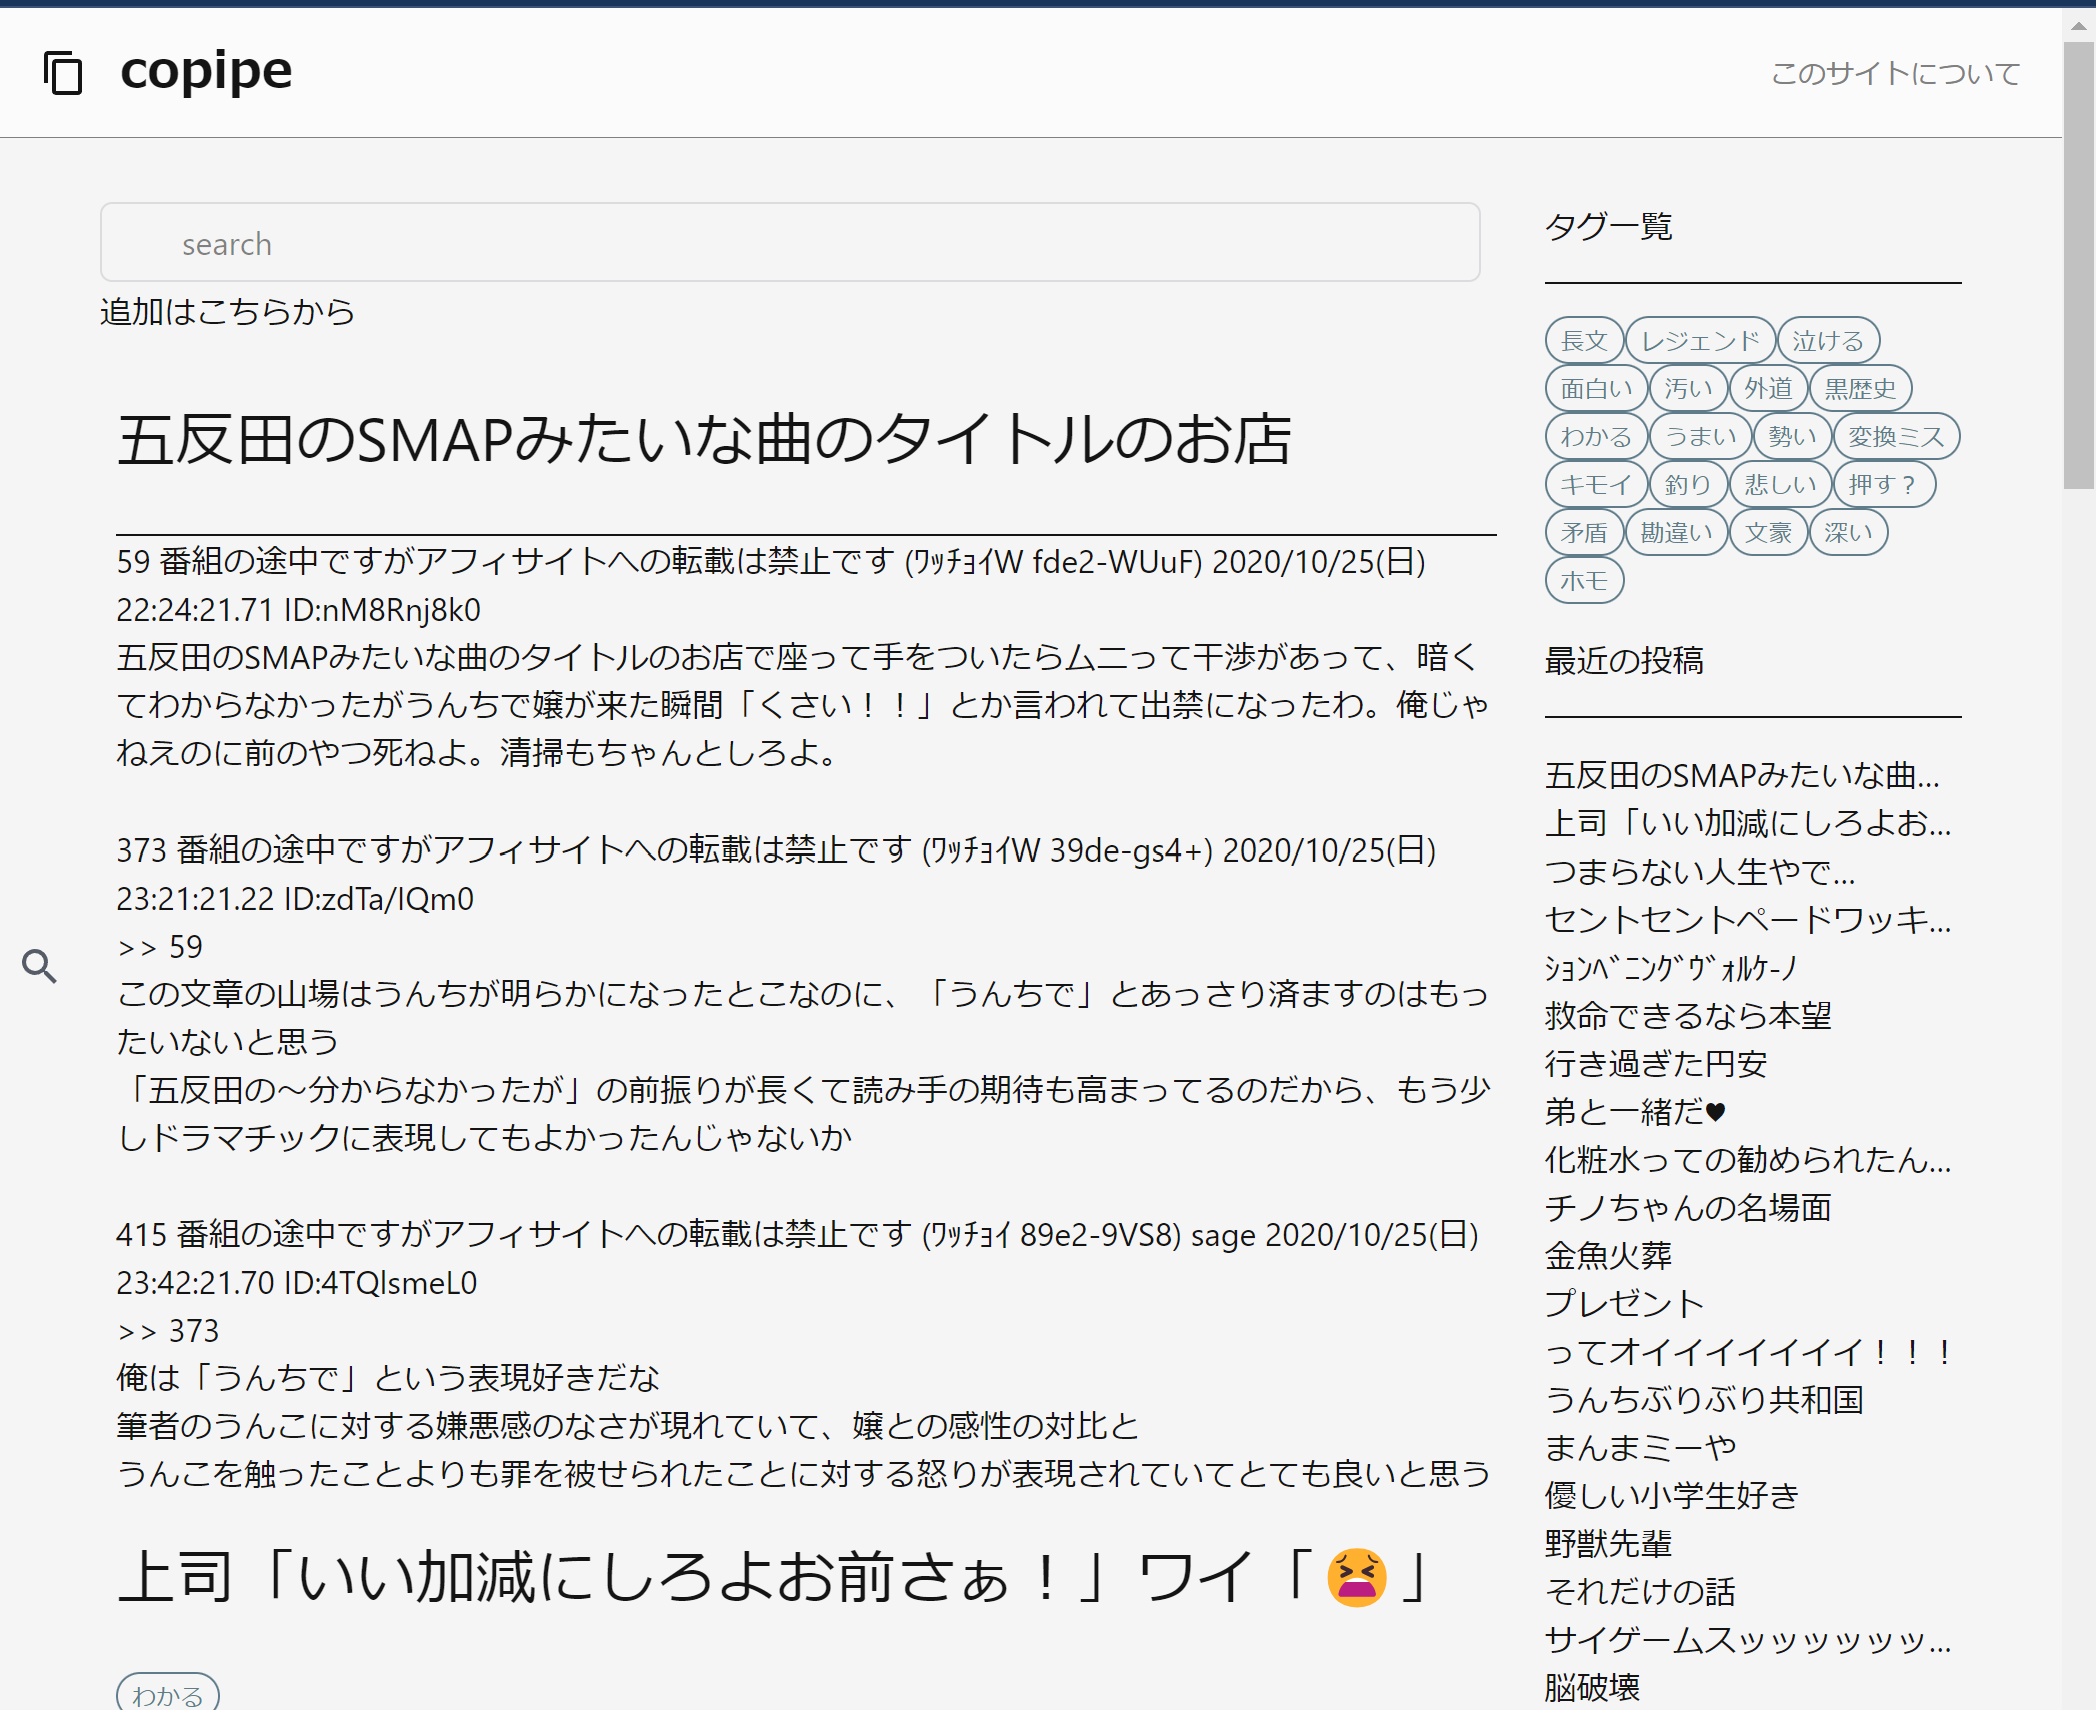 copipe
このサイトについて
search
追加はこちらから
五反田のSMAPみたいな曲のタイトルのお店
59 番組の途中ですがアフィサイトへの転載は禁止です (ﾜｯﾁｮｲW fde2-WUuF) 2020/10/25(日)
22:24:21.71 ID:nM8Rnj8k0
五反田のSMAPみたいな曲のタイトルのお店で座って手をついたらムニって干渉があって、暗く
てわからなかったがうんちで嬢が来た瞬間「くさい！！」とか言われて出禁になったわ。俺じゃ
ねえのに前のやつ死ねよ。清掃もちゃんとしろよ。
373 番組の途中ですがアフィサイトへの転載は禁止です (ﾜｯﾁｮｲW 39de-gs4+) 2020/10/25(日)
23:21:21.22 ID:zdTa/IQm0
>> 59
この文章の山場はうんちが明らかになったとこなのに、「うんちで」とあっさり済ますのはもっ
たいないと思う
「五反田の～分からなかったが」の前振りが長くて読み手の期待も高まってるのだから、もう少
しドラマチックに表現してもよかったんじゃないか
415 番組の途中ですがアフィサイトへの転載は禁止です (ﾜｯﾁｮｲ 89e2-9VS8) sage 2020/10/25(日)
23:42:21.70 ID:4TQlsmeL0
>> 373
俺は「うんちで」という表現好きだな
筆者のうんこに対する嫌悪感のなさが現れていて、嬢との感性の対比と
うんこを触ったことよりも罪を被せられたことに対する怒りが表現されていてとても良いと思う
上司「いい加減にしろよお前さぁ！」ワイ「😫」
わかる
タグ一覧
長文 レジェンド 泣ける
面白い 汚い 外道 黒歴史
わかる うまい 勢い 変換ミス
キモイ 釣り 悲しい 押す？
矛盾 勘違い 文豪 深い
ホモ
最近の投稿
五反田のSMAPみたいな曲...
上司「いい加減にしろよお...
つまらない人生やで...
セントセントペードワッキ...
ｼｮﾝﾍﾞﾆﾝｸﾞｳﾞｫﾙｹ-ﾉ
救命できるなら本望
行き過ぎた円安
弟と一緒だ♥
化粧水っての勧められたん...
チノちゃんの名場面
金魚火葬
プレゼント
ってオイイイイイイイイ！！！
うんちぶりぶり共和国
まんまミーや
優しい小学生好き
野獣先輩
それだけの話
サイゲームスッッッッッッ...
脳破壊